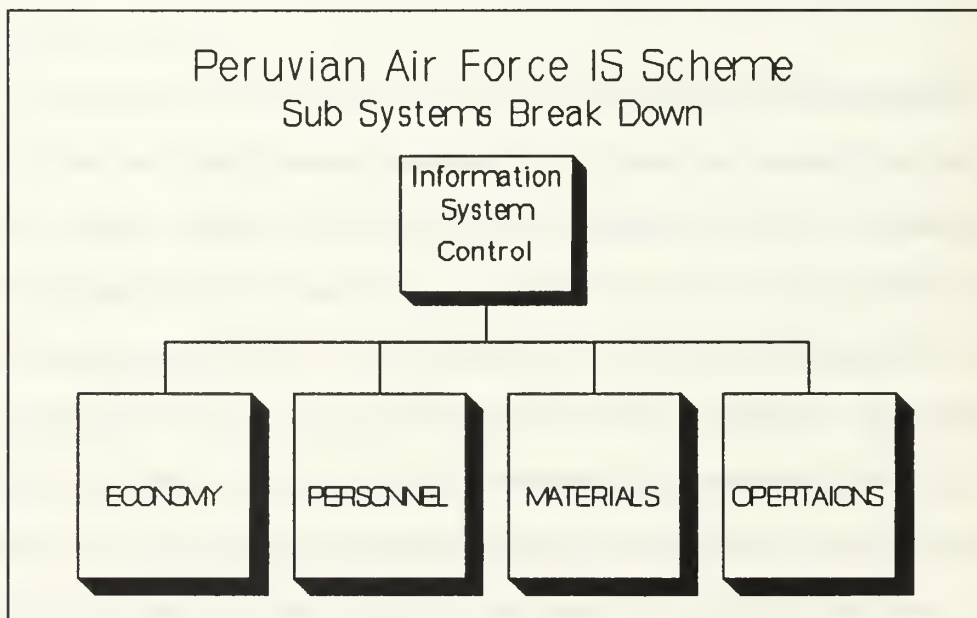 Peruvian Air Force IS Scheme
Sub Systems Break Down
Information
System
Control
ECONOMY
PERSONNEL
MATERIALS
OPERTAIONS